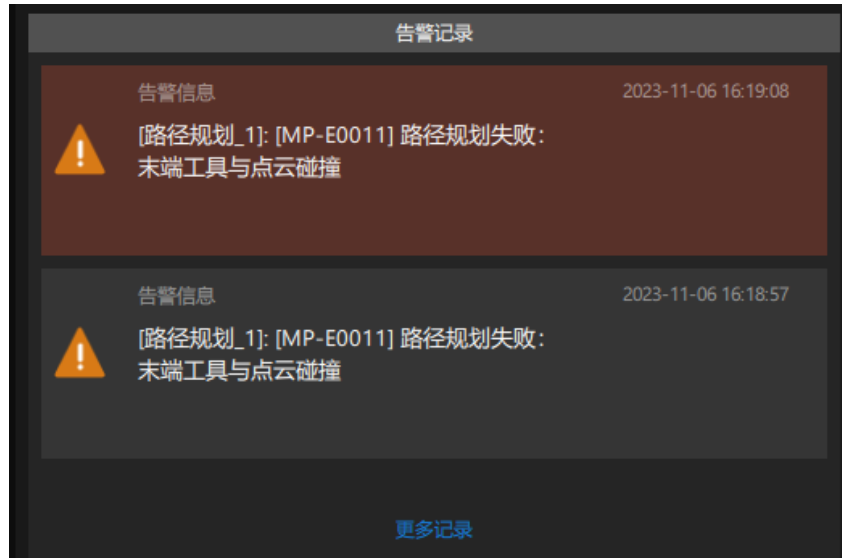 告警记录
告警信息 2023-11-06 16:19:08
[路径规划_1]: [MP-E0011] 路径规划失败：
末端工具与点云碰撞
告警信息 2023-11-06 16:18:57
[路径规划_1]: [MP-E0011] 路径规划失败：
末端工具与点云碰撞
更多记录